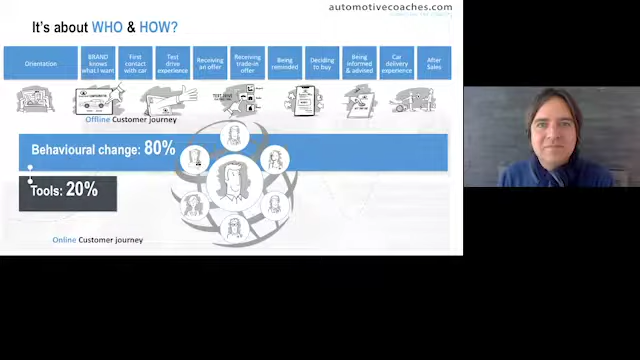 automotivecoaches.com
It's about WHO & HOW?
Orientation
BRAND knows what I want
First contact with car
Test drive experience
Receiving an offer
Receiving trade-in offer
Being reminded
Deciding to buy
Being informed & advised
Car delivery experience
After Sales
Offline Customer journey
Behavioural change: 80%
Tools: 20%
Online Customer journey